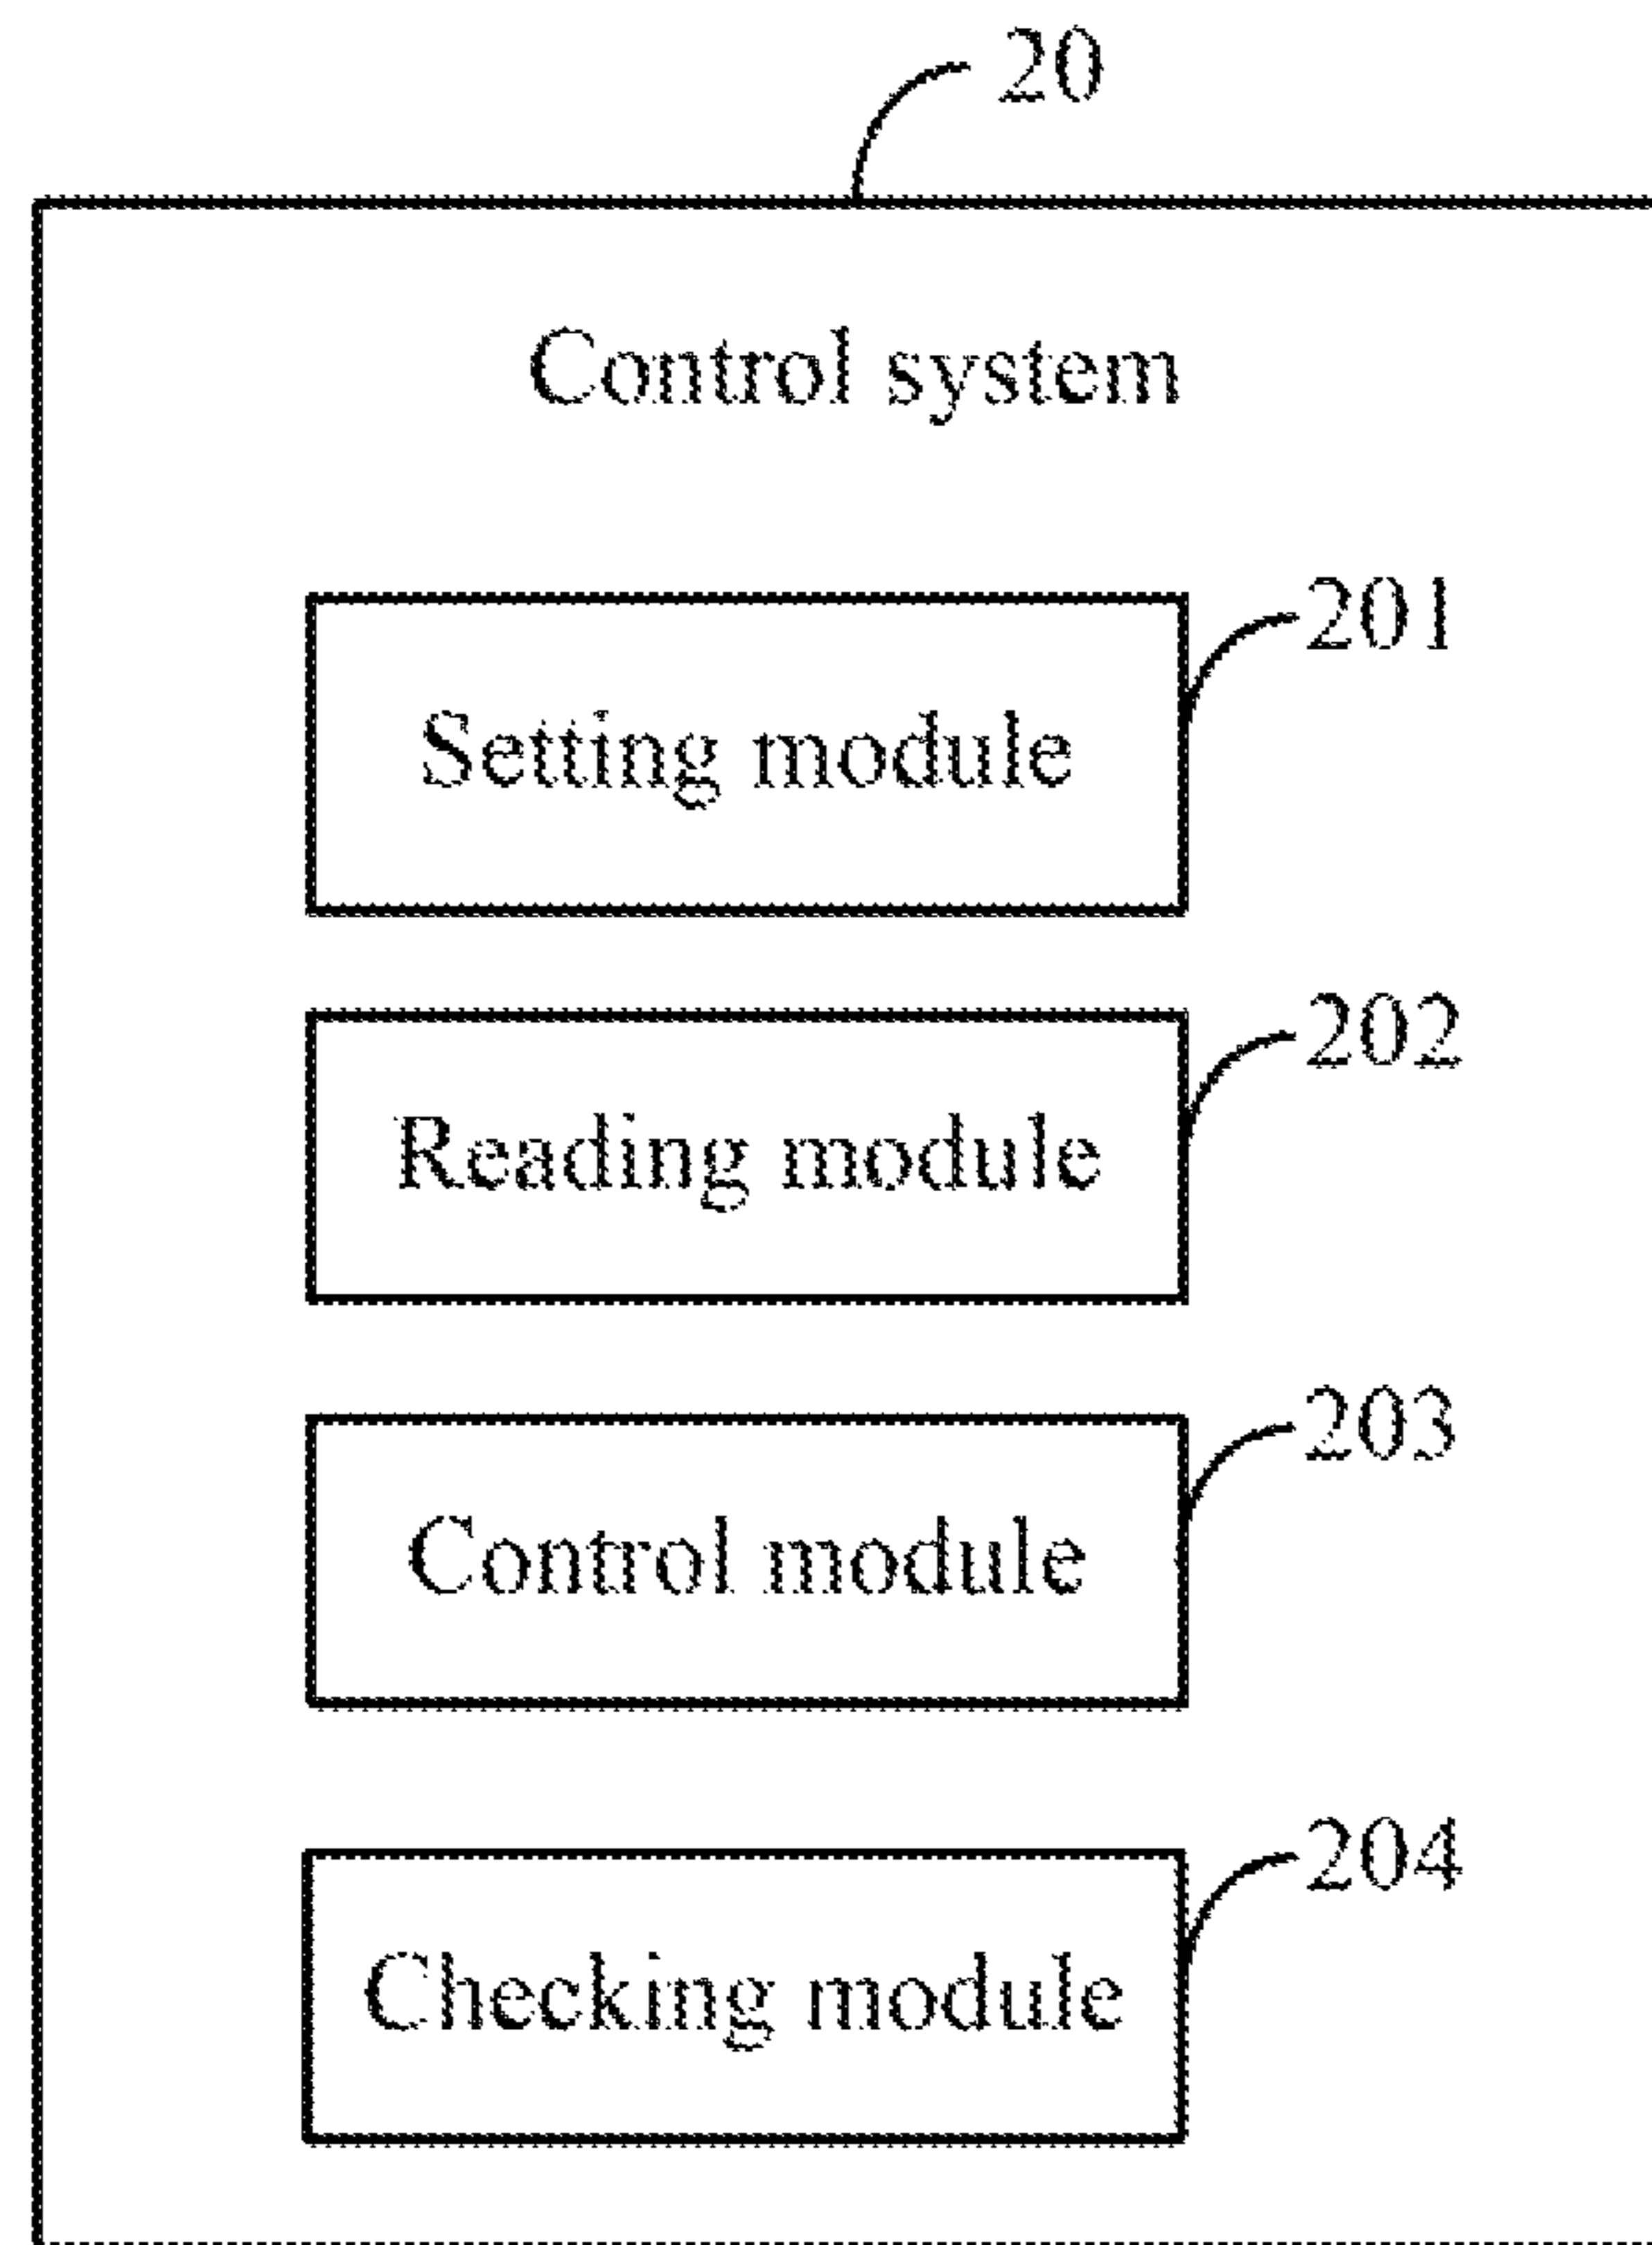 20
Control system
201
Setting module
202
Reading module
203
Control module
204
Checking module